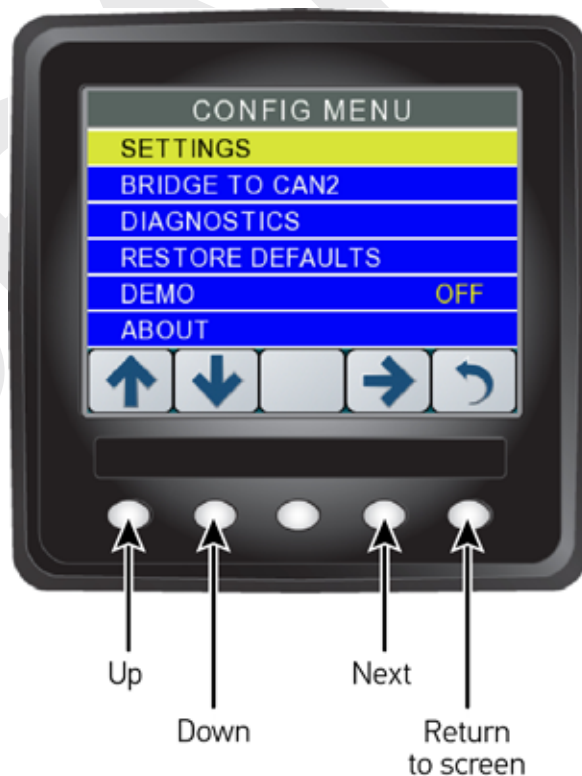 CONFIG MENU
SETTINGS
BRIDGE TO CAN2
DIAGNOSTICS
RESTORE DEFAULTS
DEMO OFF
ABOUT
Up
Next
Down
Return
to screen